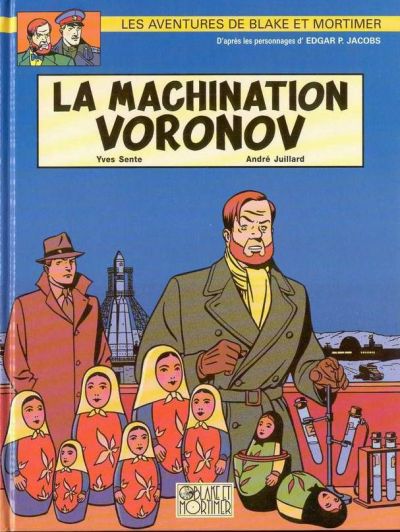 LES AVENTURES DE BLAKE ET MORTIMER
D'après les personnages d' EDGAR P. JACOBS
LA MACHINATION
VORONOV
Yves Sente André Juillard
BLAKE ET
MORTIMER